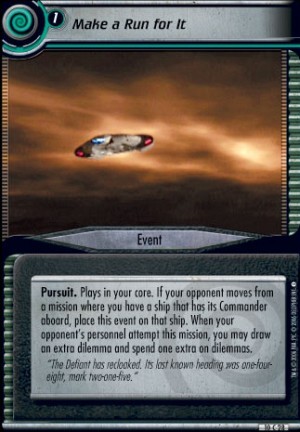 1 Make a Run for It
Event
Pursuit. Plays in your core. If your opponent moves from
a mission where you have a ship that has its Commander
aboard, place this event on that ship. When your
opponent's personnel attempt this mission, you may draw
an extra dilemma and spend one extra on dilemmas.
"The Defiant has recloaked. Its last known heading was one-four-
eight, mark two-one-five."
10 C 20